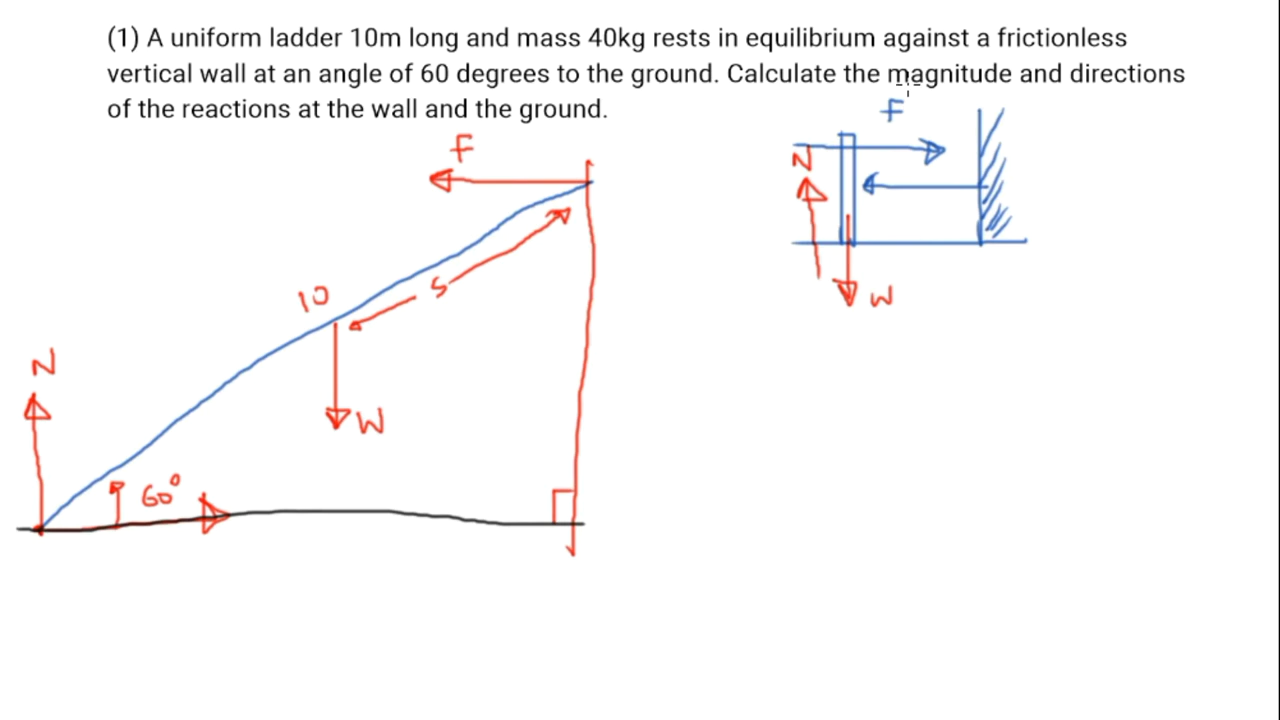 (1) A uniform ladder 10m long and mass 40kg rests in equilibrium against a frictionless
vertical wall at an angle of 60 degrees to the ground. Calculate the magnitude and directions
of the reactions at the wall and the ground.
F
F
N
10
5
W
N
W
60°